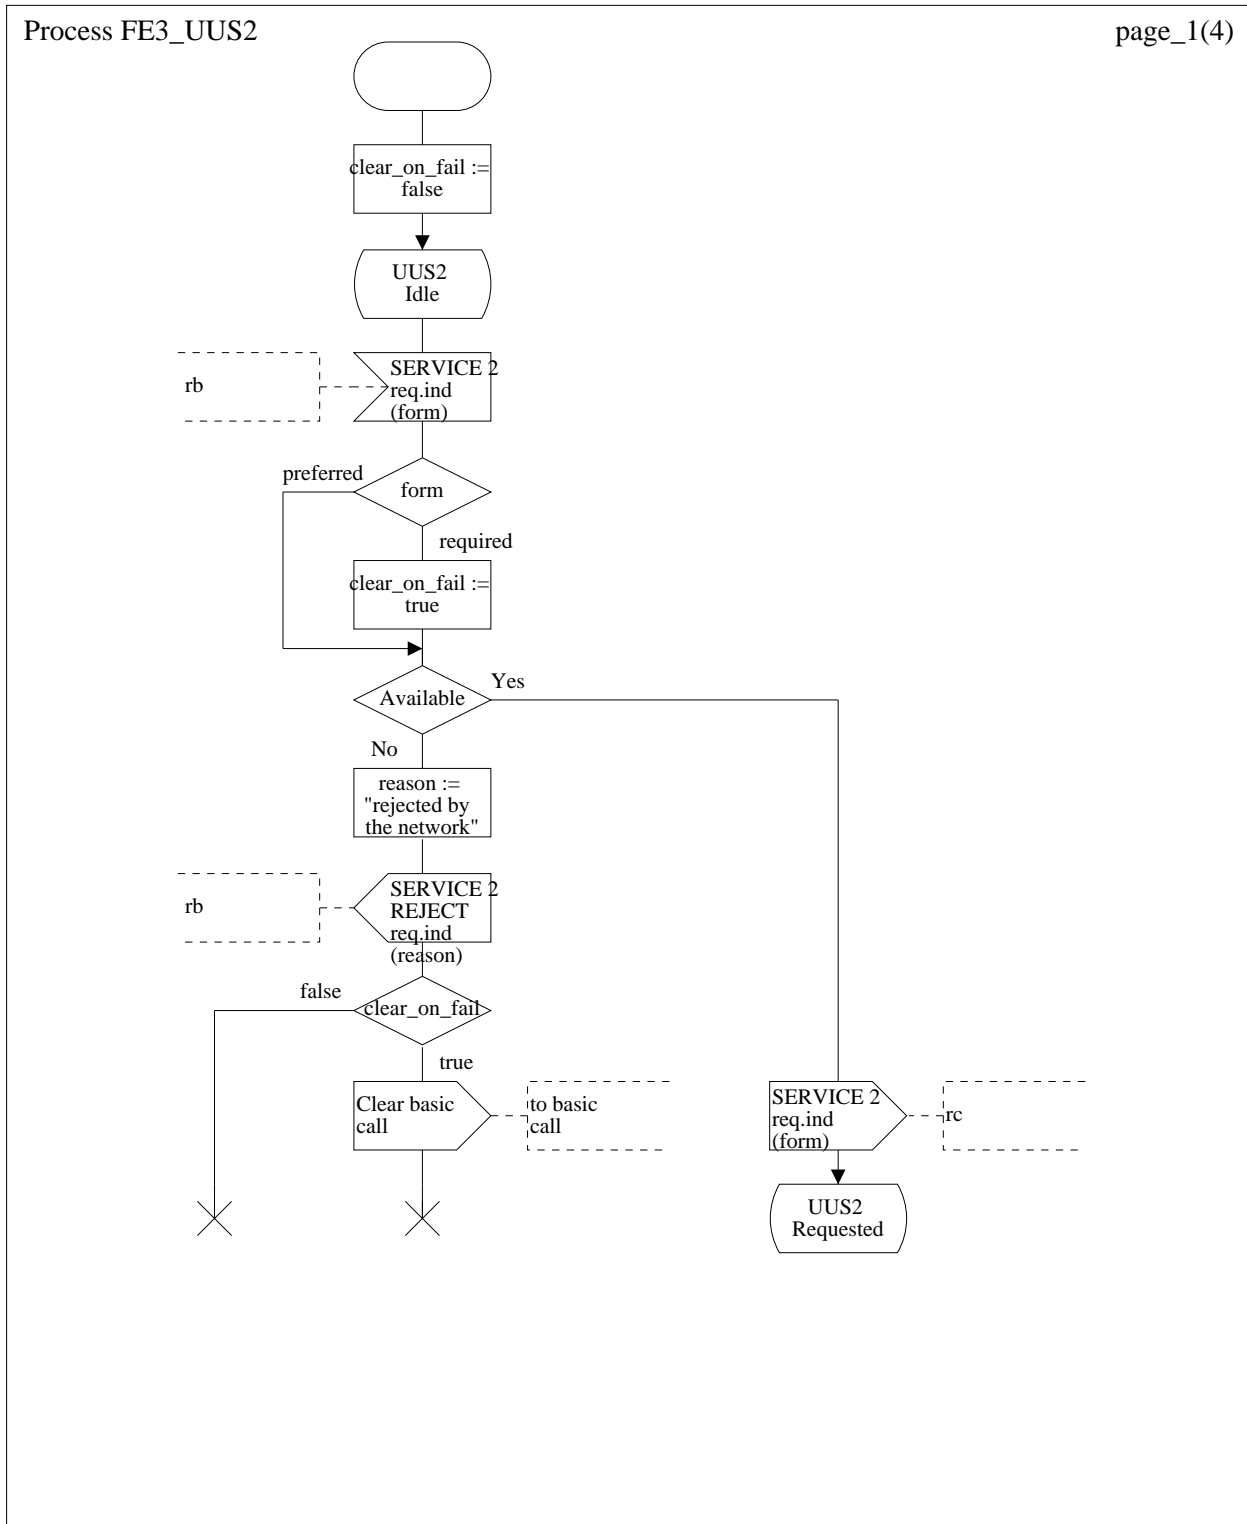 Process FE3_UUS2
page_1(4)
clear_on_fail :=
false
UUS2
Idle
rb
SERVICE 2
req.ind
(form)
preferred
form
required
clear_on_fail :=
true
Available
Yes
No
reason :=
"rejected by
the network"
rb
SERVICE 2
REJECT
req.ind
(reason)
false
clear_on_fail
true
Clear basic
call
to basic
call
SERVICE 2
req.ind
(form)
rc
UUS2
Requested